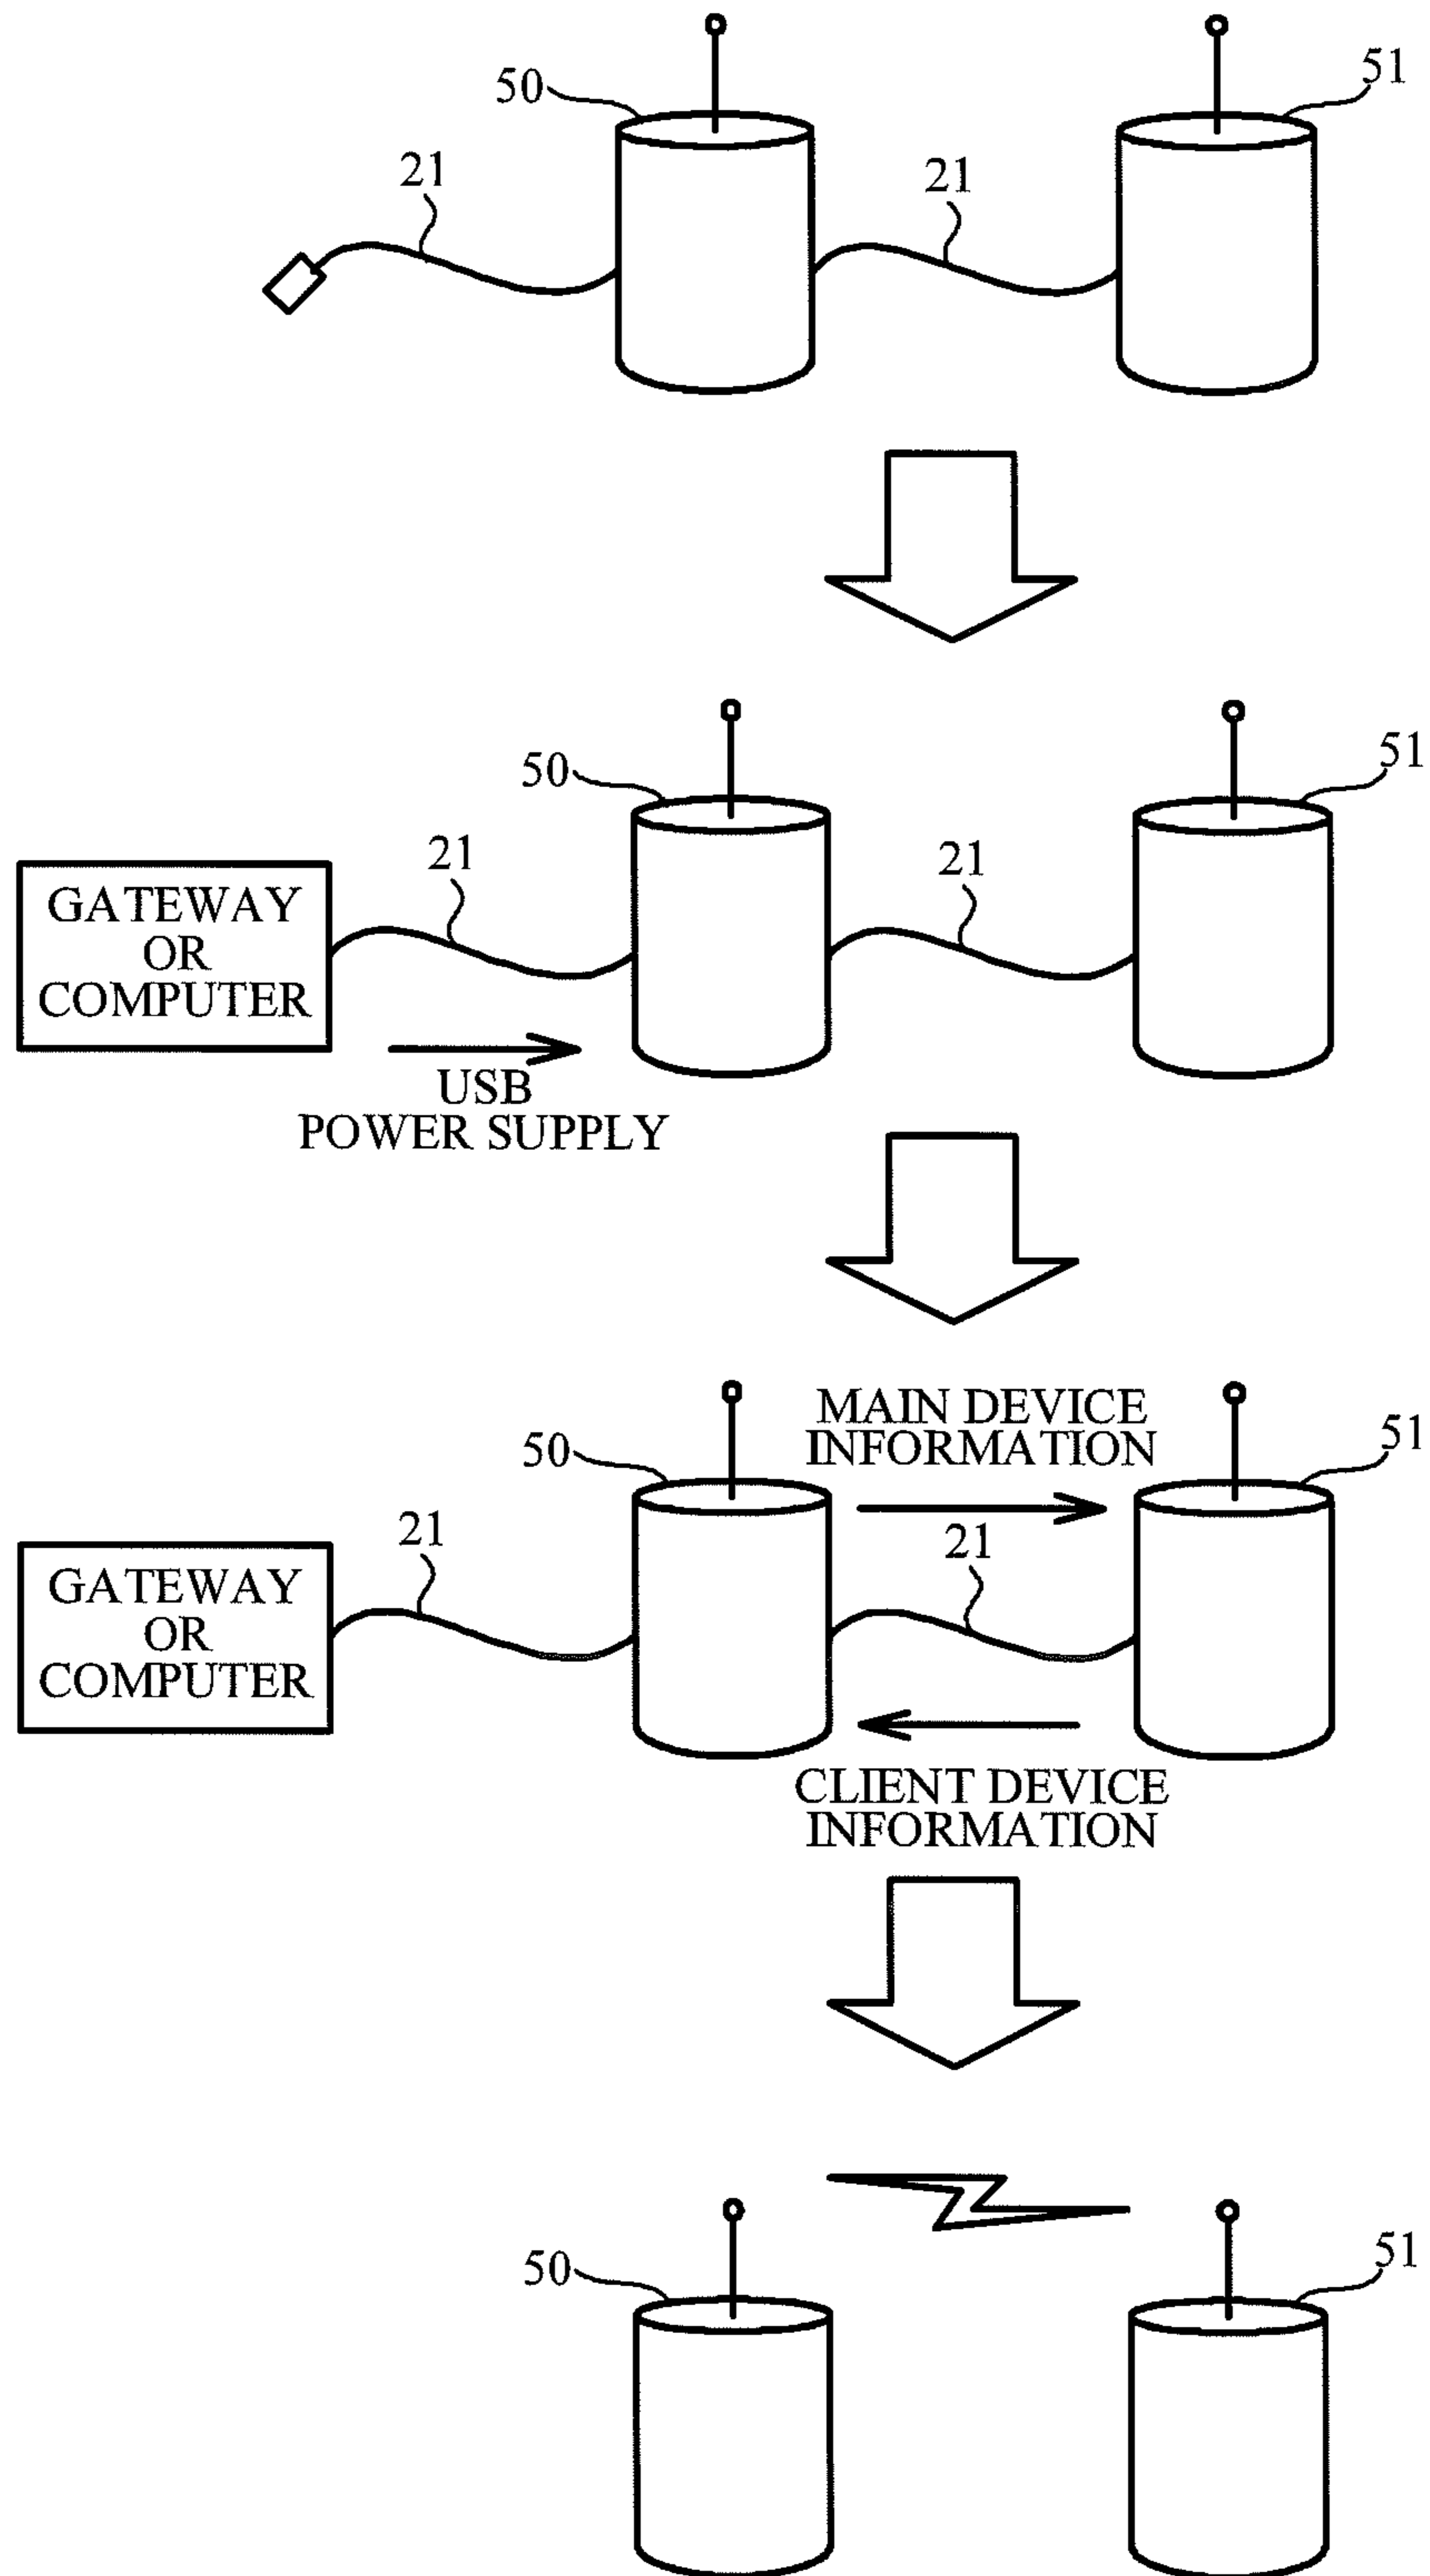 50
51
21
21
50
51
21
21
GATEWAY
OR
COMPUTER
USB
POWER SUPPLY
MAIN DEVICE
INFORMATION
50
51
21
21
GATEWAY
OR
COMPUTER
CLIENT DEVICE
INFORMATION
50
51